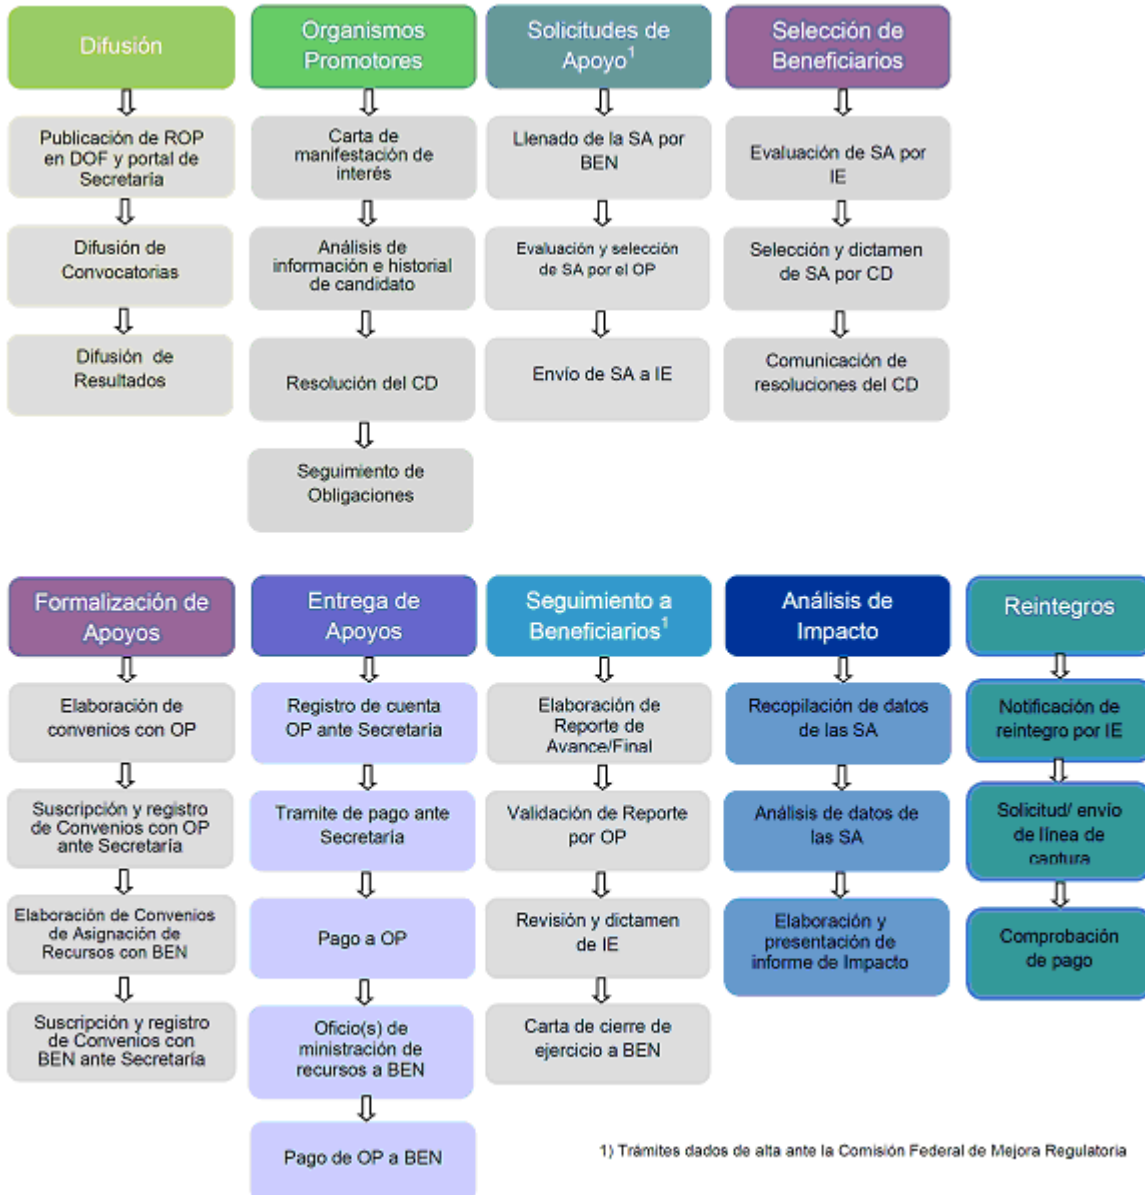 Difusión
Publicación de ROP
en DOF y portal de
Secretaría
Difusión de
Convocatorias
Difusión de
Resultados
Organismos
Promotores
Carta de
manifestación de
interés
Análisis de
información e historial
de candidato
Resolución del CD
Seguimiento de
Obligaciones
Solicitudes de
Apoyo1
Llenado de la SA por
BEN
Evaluación y selección
de SA por el OP
Envío de SA a IE
Selección de
Beneficiarios
Evaluación de SA por
IE
Selección y dictamen
de SA por CD
Comunicación de
resoluciones del CD
Formalización de
Apoyos
Elaboración de
convenios con OP
Suscripción y registro
de Convenios con OP
ante Secretaría
Elaboración de Convenios
de Asignación de
Recursos con BEN
Suscripción y registro
de Convenios con
BEN ante Secretaría
Entrega de
Apoyos
Registro de cuenta
OP ante Secretaría
Tramite de pago ante
Secretaría
Pago a OP
Oficio(s) de
ministración de
recursos a BEN
Pago de OP a BEN
Seguimiento a
Beneficiarios1
Elaboración de
Reporte de
Avance/Final
Validación de Reporte
por OP
Revisión y dictamen
de IE
Carta de cierre de
ejercicio a BEN
Análisis de
Impacto
Recopilación de datos
de las SA
Análisis de datos de
las SA
Elaboración y
presentación de
informe de Impacto
Reintegros
Notificación de
reintegro por IE
Solicitud/ envío
de línea de
captura
Comprobación
de pago
1) Trámites dados de alta ante la Comisión Federal de Mejora Regulatoria